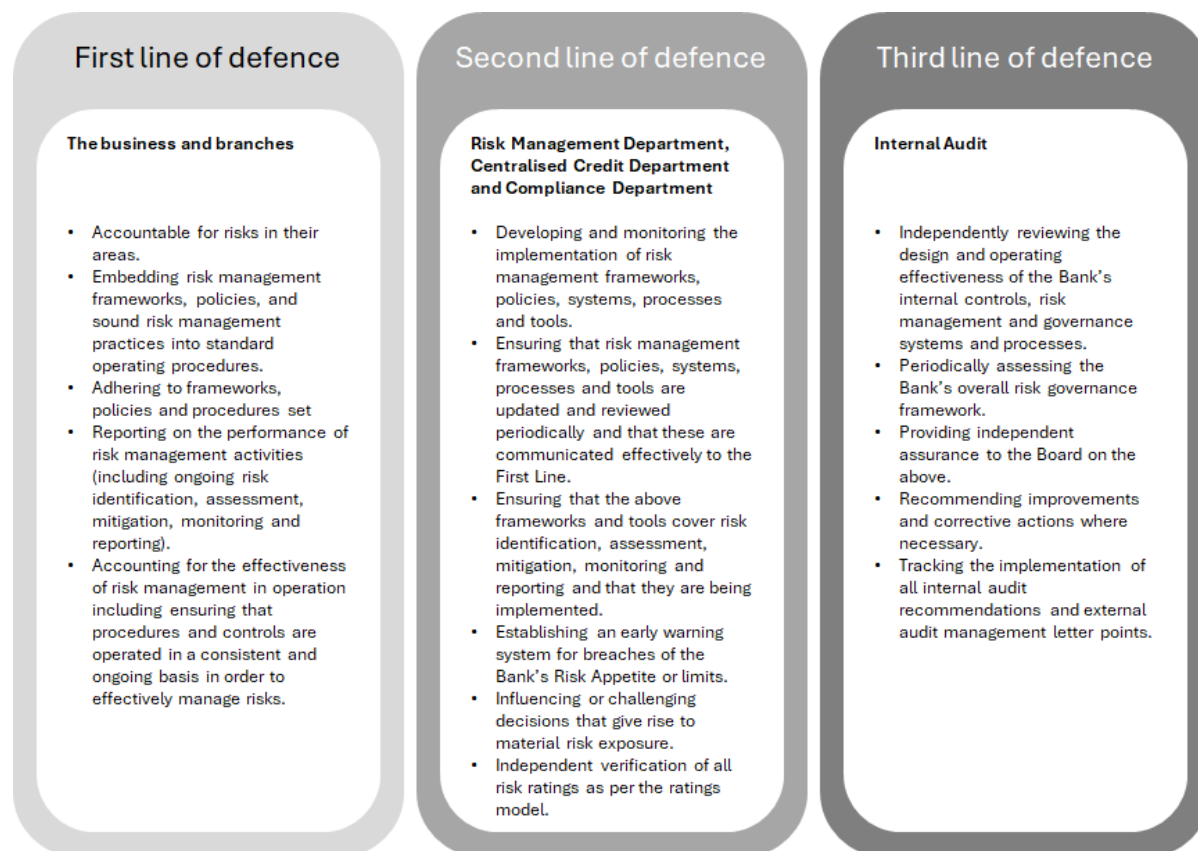 First line of defence
The business and branches
• Accountable for risks in their
areas.
• Embedding risk management
frameworks, policies, and
sound risk management
practices into standard
operating procedures.
• Adhering to frameworks,
policies and procedures set
• Reporting on the performance of
risk management activities
(including ongoing risk
identification, assessment,
mitigation, monitoring and
reporting).
• Accounting for the effectiveness
of risk management in operation
including ensuring that
procedures and controls are
operated in a consistent and
ongoing basis in order to
effectively manage risks.
Second line of defence
Risk Management Department,
Centralised Credit Department
and Compliance Department
• Developing and monitoring the
implementation of risk
management frameworks,
policies, systems, processes
and tools.
• Ensuring that risk management
frameworks, policies, systems,
processes and tools are
updated and reviewed
periodically and that these are
communicated effectively to the
First Line.
• Ensuring that the above
frameworks and tools cover risk
identification, assessment,
mitigation, monitoring and
reporting and that they are being
implemented.
• Establishing an early warning
system for breaches of the
Bank's Risk Appetite or limits.
• Influencing or challenging
decisions that give rise to
material risk exposure.
• Independent verification of all
risk ratings as per the ratings
model.
Third line of defence
Internal Audit
• Independently reviewing the
design and operating
effectiveness of the Bank's
internal controls, risk
management and governance
systems and processes.
• Periodically assessing the
Bank's overall risk governance
framework.
• Providing independent
assurance to the Board on the
above.
• Recommending improvements
and corrective actions where
necessary.
• Tracking the implementation of
all internal audit
recommendations and external
audit management letter points.